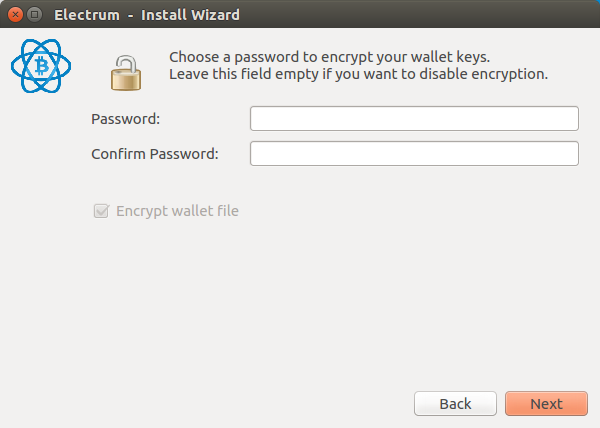 Electrum - Install Wizard
Choose a password to encrypt your wallet keys.
Leave this field empty if you want to disable encryption.
Password:
Confirm Password:
Encrypt wallet file
Back
Next